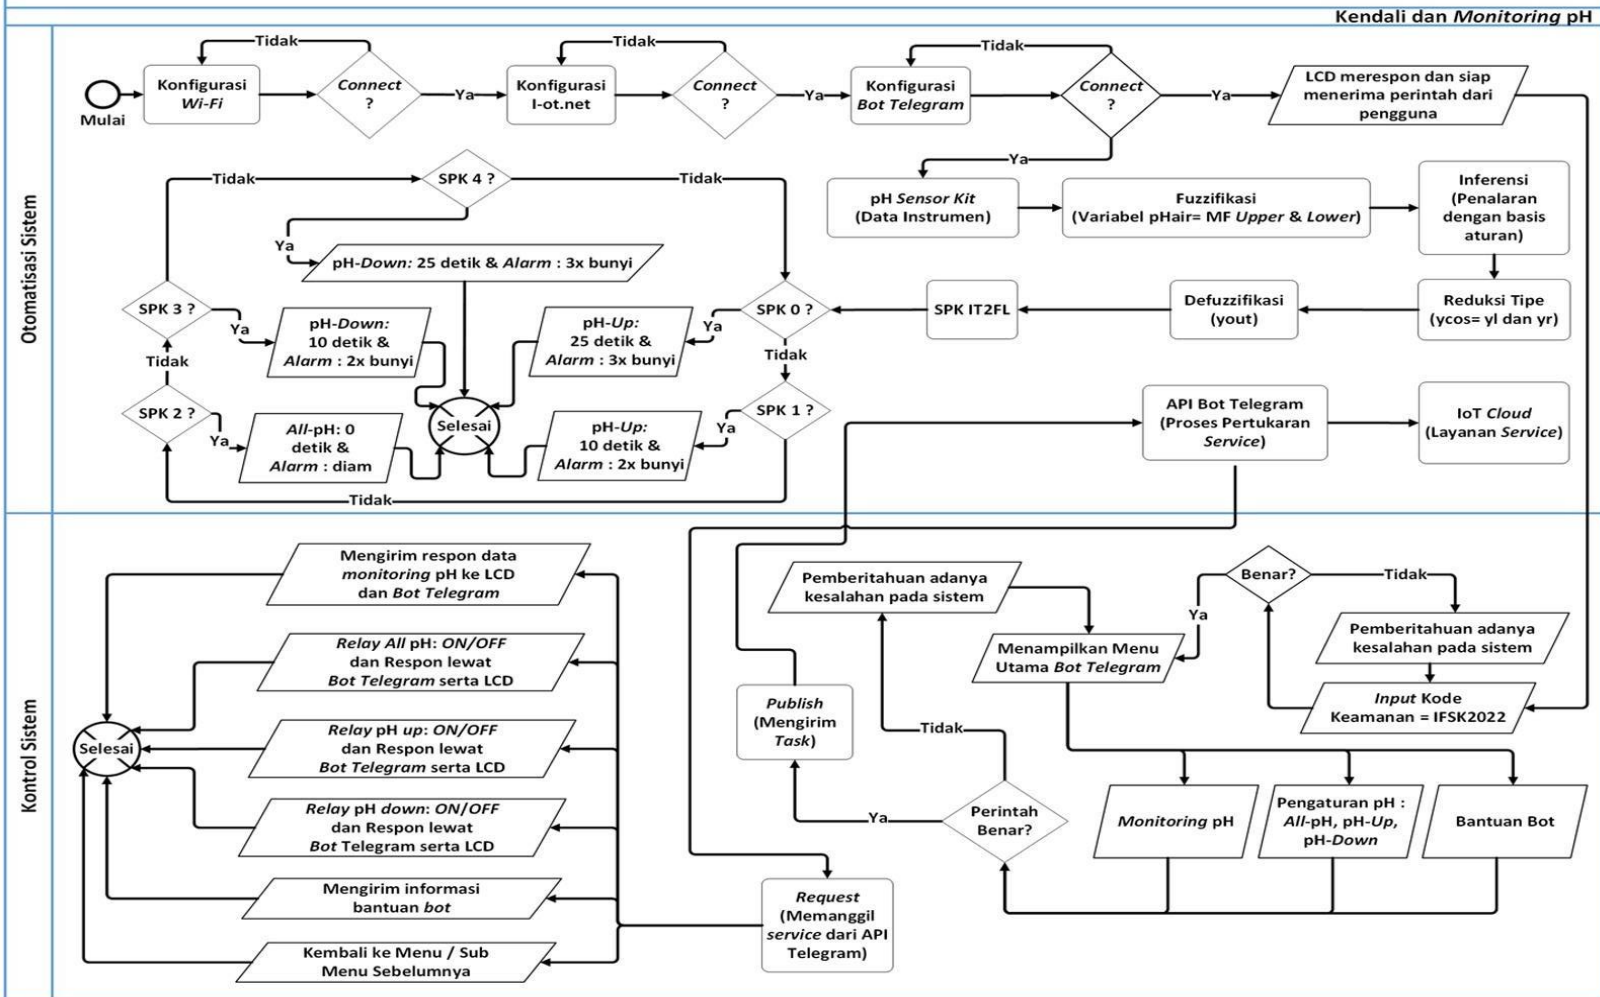 Kendali dan Monitoring pH
Otomatisasi Sistem
Mulai
Konfigurasi
Wi-Fi
Tidak
Connect
?
Ya
Konfigurasi
I-ot.net
Tidak
Connect
?
Ya
Konfigurasi
Bot Telegram
Tidak
Connect
?
Ya
LCD merespon dan siap
menerima perintah dari
pengguna
Ya
pH Sensor Kit
(Data Instrumen)
Fuzzifikasi
(Variabel pHair= MF Upper & Lower)
Inferensi
(Penalaran
dengan basis
aturan)
Reduksi Tipe
(ycos= yl dan yr)
Defuzzifikasi
(yout)
SPK IT2FL
SPK 0 ?
Ya
pH-Up:
25 detik &
Alarm : 3x bunyi
Tidak
SPK 1 ?
Ya
pH-Up:
10 detik &
Alarm : 2x bunyi
Tidak
SPK 2 ?
Ya
All-pH: 0
detik &
Alarm : diam
Tidak
SPK 3 ?
Ya
pH-Down:
10 detik &
Alarm : 2x bunyi
Tidak
SPK 4 ?
Tidak
Ya
pH-Down: 25 detik & Alarm : 3x bunyi
Selesai
API Bot Telegram
(Proses Pertukaran
Service)
IoT Cloud
(Layanan Service)
Kontrol Sistem
Mengirim respon data
monitoring pH ke LCD
dan Bot Telegram
Relay All pH: ON/OFF
dan Respon lewat
Bot Telegram serta LCD
Relay pH up: ON/OFF
dan Respon lewat
Bot Telegram serta LCD
Relay pH down: ON/OFF
dan Respon lewat
Bot Telegram serta LCD
Mengirim informasi
bantuan bot
Kembali ke Menu / Sub
Menu Sebelumnya
Selesai
Pemberitahuan adanya
kesalahan pada sistem
Menampilkan Menu
Utama Bot Telegram
Benar?
Tidak
Ya
Pemberitahuan adanya
kesalahan pada sistem
Input Kode
Keamanan = IFSK2022
Publish
(Mengirim
Task)
Tidak
Ya
Perintah
Benar?
Monitoring pH
Pengaturan pH :
All-pH, pH-Up,
pH-Down
Bantuan Bot
Request
(Memanggil
service dari API
Telegram)